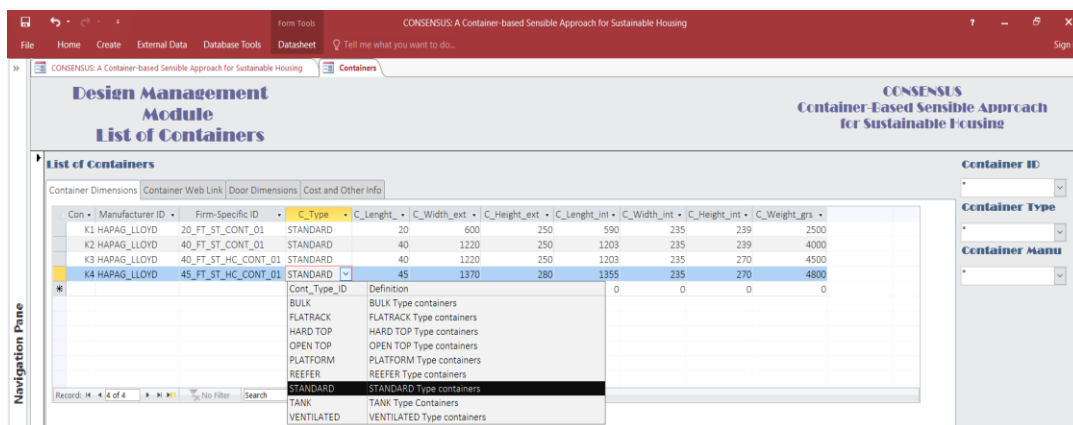 Form Tools
CONSENSUS: A Container-based Sensible Approach for Sustainable Housing
File Home Create External Data Database Tools Datasheet Tell me what you want to do... Sign
CONSENSUS: A Container-based Sensible Approach for Sustainable Housing Containers
Design Management
Module
List of Containers
CONSENSUS
Container-Based Sensible Approach
for Sustainable Housing
List of Containers
Container Dimensions Container Web Link Door Dimensions Cost and Other Info
Con Manufacturer ID Firm-Specific ID C_Type C_Lenght_ C_Width_ext C_Height_ext C_Lenght_int C_Width_int C_Height_int C_Weight_grs
K1 HAPAG_LLOYD 20_FT_ST_CONT_01 STANDARD 20 600 250 590 235 239 2500
K2 HAPAG_LLOYD 40_FT_ST_CONT_01 STANDARD 40 1220 250 1203 235 239 4000
K3 HAPAG_LLOYD 40_FT_ST_HC_CONT_01 STANDARD 40 1220 250 1203 235 270 4500
K4 HAPAG_LLOYD 45_FT_ST_HC_CONT_01 STANDARD 45 1370 280 1355 235 270 4800
Cont_Type_ID Definition 0 0 0 0
BULK BULK Type containers
FLATRACK FLATRACK Type containers
HARD TOP HARD TOP Type containers
OPEN TOP OPEN TOP Type containers
PLATFORM PLATFORM Type containers
REEFER REEFER Type containers
STANDARD STANDARD Type containers
TANK TANK Type Containers
VENTILATED VENTILATED Type containers
Record: 4 of 4 No Filter Search
Container ID
*
Container Type
*
Container Manu
*
Navigation Pane